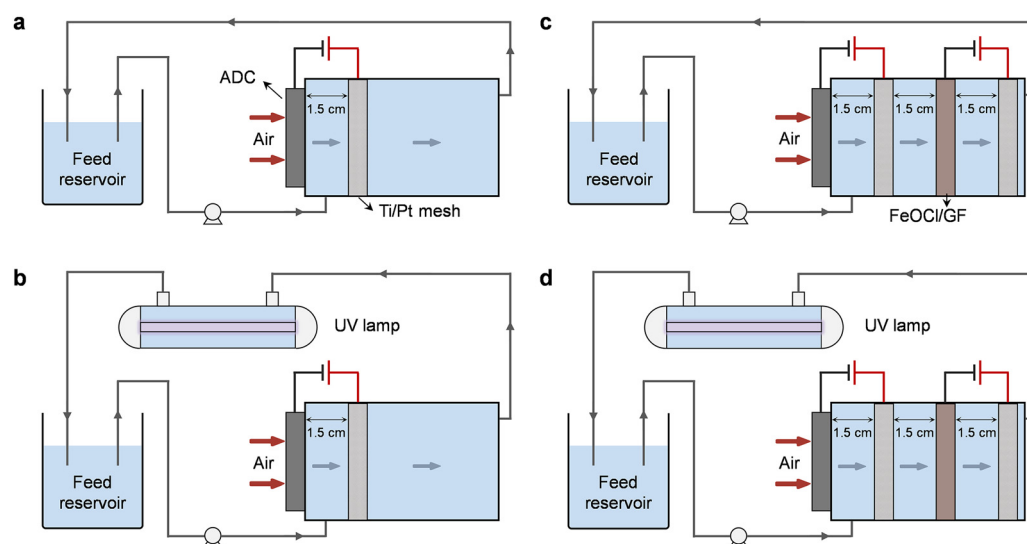 a
ADC
Air
1.5 cm
Feed
reservoir
Ti/Pt mesh
c
1.5 cm
1.5 cm
1.5 cm
Air
Feed
reservoir
FeOCl/GF
b
UV lamp
1.5 cm
Air
Feed
reservoir
d
UV lamp
1.5 cm
1.5 cm
1.5 cm
Air
Feed
reservoir